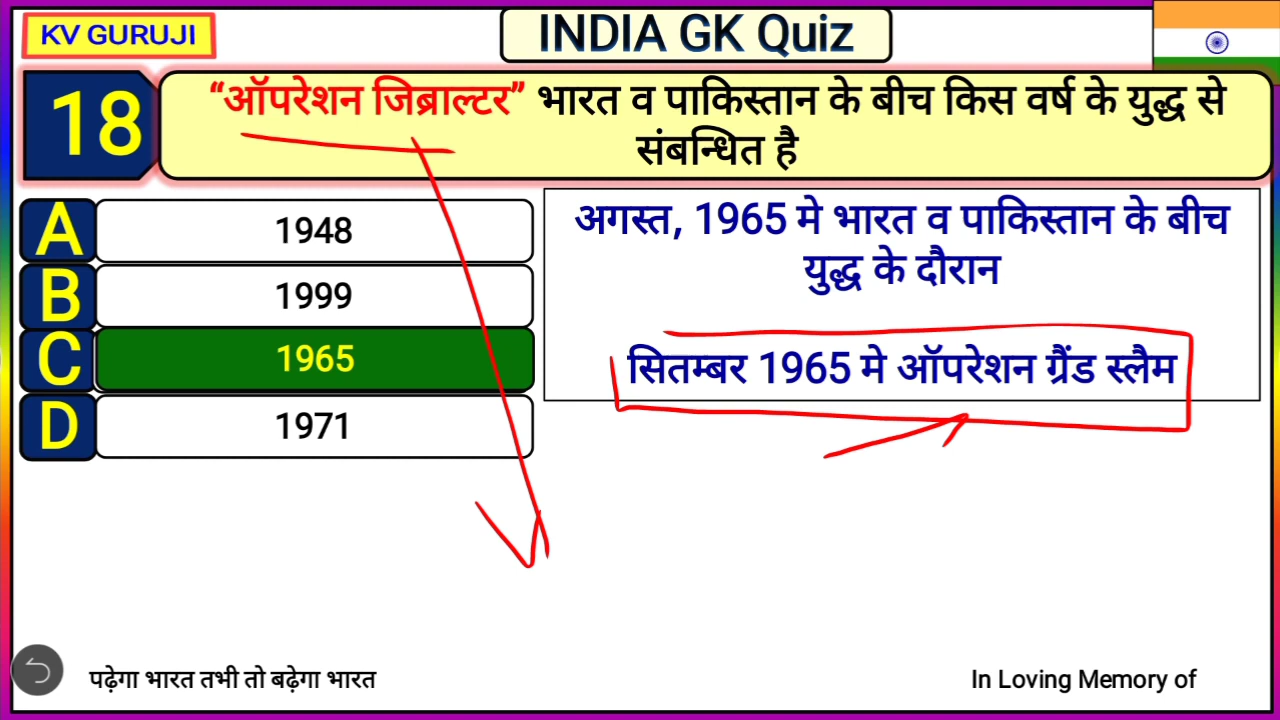 KV GURUJI
INDIA GK Quiz
18
“ऑपरेशन जिब्राल्टर” भारत व पाकिस्तान के बीच किस वर्ष के युद्ध से
संबन्धित है
A 1948
B 1999
C 1965
D 1971
अगस्त, 1965 मे भारत व पाकिस्तान के बीच
युद्ध के दौरान
सितम्बर 1965 मे ऑपरेशन ग्रैंड स्लैम
पढ़ेगा भारत तभी तो बढ़ेगा भारत
In Loving Memory of